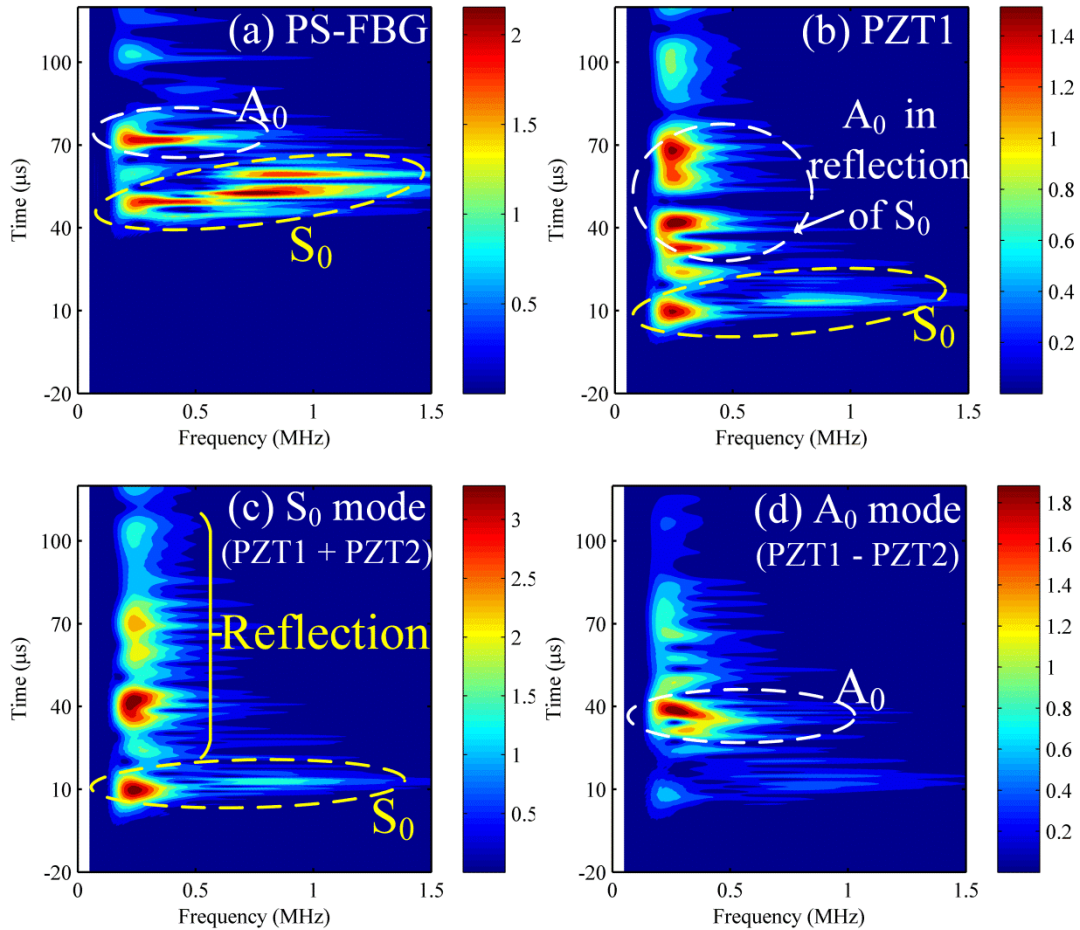 (a) PS-FBG
A₀
S₀
100
70
40
10
-20
Time (μs)
0
0.5
1
1.5
Frequency (MHz)
2
1.5
1
0.5
(b) PZT1
A₀ in
reflection
of S₀
S₀
100
70
40
10
-20
Time (μs)
0
0.5
1
1.5
Frequency (MHz)
1.4
1.2
1
0.8
0.6
0.4
0.2
(c) S₀ mode
(PZT1 + PZT2)
Reflection
S₀
100
70
40
10
-20
Time (μs)
0
0.5
1
1.5
Frequency (MHz)
3
2.5
2
1.5
1
0.5
(d) A₀ mode
(PZT1 - PZT2)
A₀
100
70
40
10
-20
Time (μs)
0
0.5
1
1.5
Frequency (MHz)
1.8
1.6
1.4
1.2
1
0.8
0.6
0.4
0.2